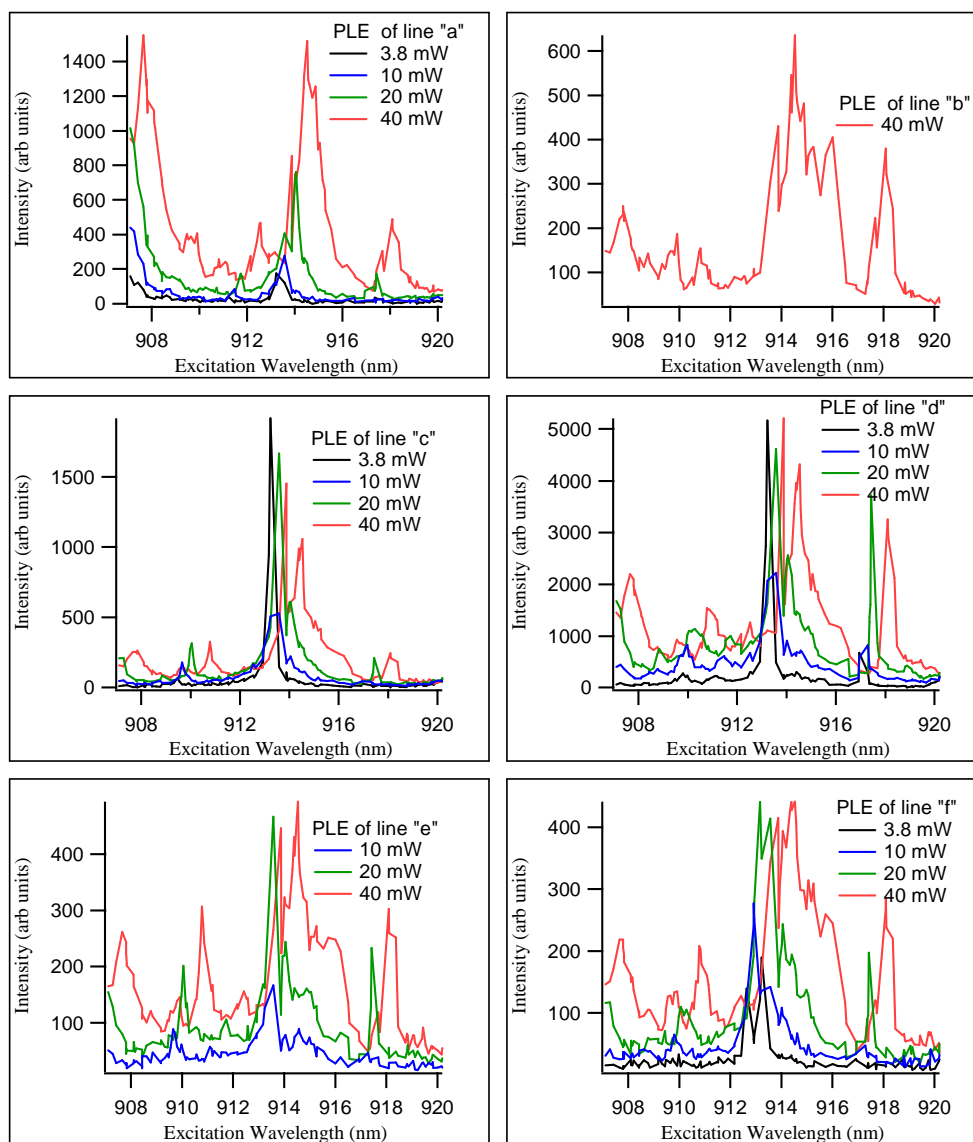 PLE of line "a"
3.8 mW
10 mW
20 mW
40 mW
Intensity (arb units)
1400
1200
1000
800
600
400
200
0
908
912
916
920
Excitation Wavelength (nm)
PLE of line "b"
40 mW
Intensity (arb units)
600
500
400
300
200
100
908
910
912
914
916
918
920
Excitation Wavelength (nm)
PLE of line "c"
3.8 mW
10 mW
20 mW
40 mW
Intensity (arb units)
1500
1000
500
0
908
912
916
920
Excitation Wavelength (nm)
PLE of line "d"
3.8 mW
10 mW
20 mW
40 mW
Intensity (arb units)
5000
4000
3000
2000
1000
0
908
912
916
920
Excitation Wavelength (nm)
PLE of line "e"
10 mW
20 mW
40 mW
Intensity (arb units)
400
300
200
100
908
910
912
914
916
918
920
Excitation Wavelength (nm)
PLE of line "f"
3.8 mW
10 mW
20 mW
40 mW
Intensity (arb units)
400
300
200
100
908
910
912
914
916
918
920
Excitation Wavelength (nm)